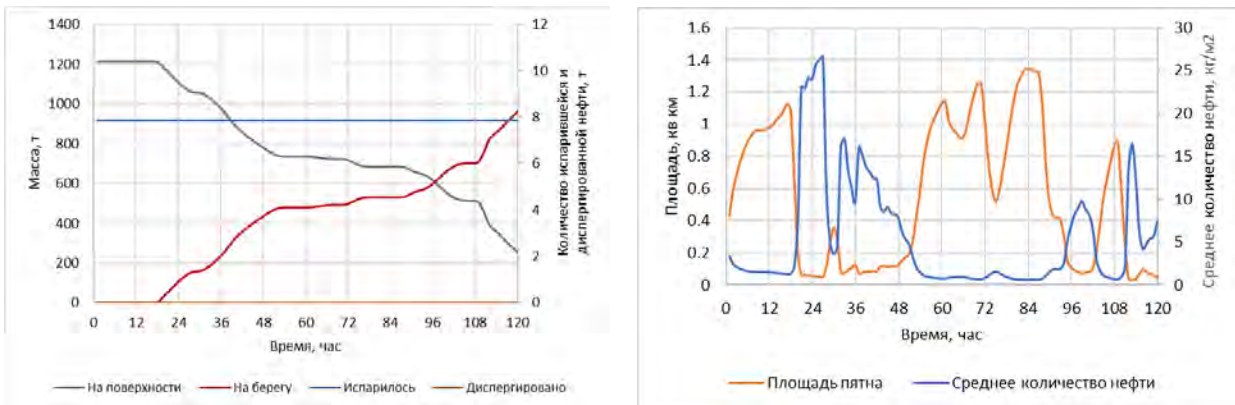 1400
1200
1000
800
600
400
200
0
Масса, т
12
10
8
6
4
2
0
Количество испарившейся и
диспергированной нефти, т
0 12 24 36 48 60 72 84 96 108 120
Время, час
На поверхности На берегу Испарилось Диспергировано
1.6
1.4
1.2
1
0.8
0.6
0.4
0.2
0
Площадь, кв км
30
25
20
15
10
5
0
Среднее количество нефти, кг/м2
0 12 24 36 48 60 72 84 96 108 120
Время, час
Площадь пятна Среднее количество нефти